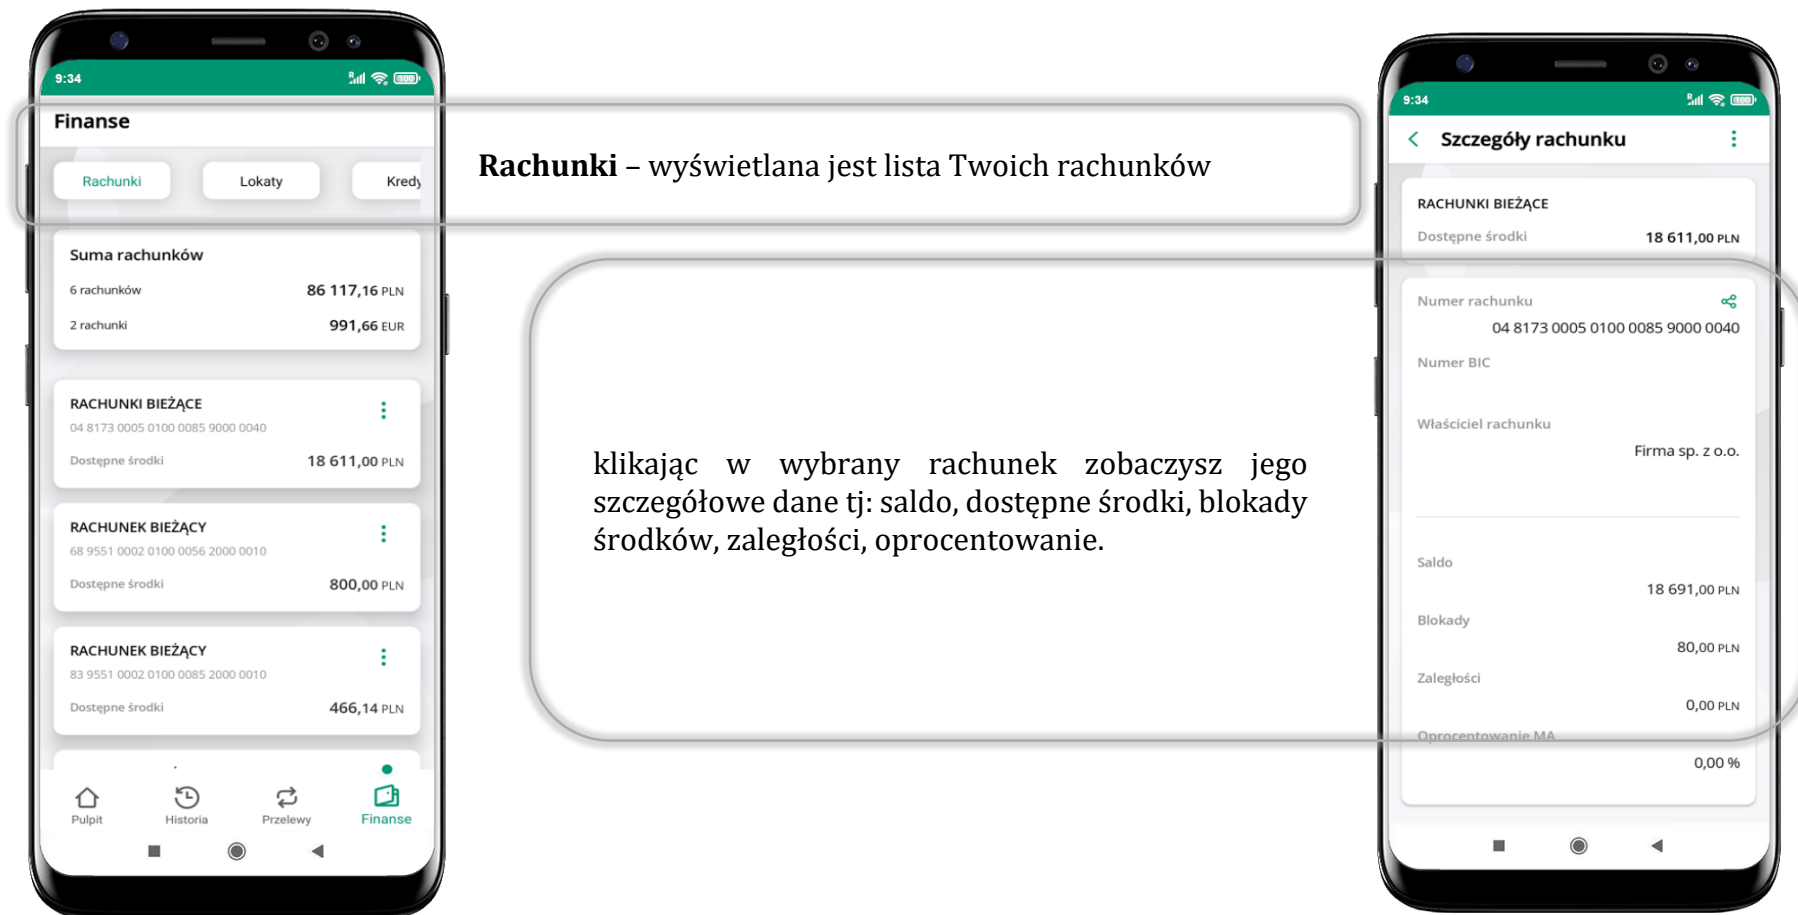 9:34
Finanse
Rachunki
Lokaty
Kredy
Suma rachunków
6 rachunków 86 117,16 PLN
2 rachunki 991,66 EUR
RACHUNKI BIEŻĄCE
04 8173 0005 0100 0085 9000 0040
Dostępne środki 18 611,00 PLN
RACHUNEK BIEŻĄCY
68 9551 0002 0100 0056 2000 0010
Dostępne środki 800,00 PLN
RACHUNEK BIEŻĄCY
83 9551 0002 0100 0085 2000 0010
Dostępne środki 466,14 PLN
Pulpit
Historia
Przelewy
Finanse
Rachunki – wyświetlana jest lista Twoich rachunków
klikając w wybrany rachunek zobaczysz jego
szczegółowe dane tj: saldo, dostępne środki, blokady
środków, zaległości, oprocentowanie.
9:34
Szczegóły rachunku
RACHUNKI BIEŻĄCE
Dostępne środki 18 611,00 PLN
Numer rachunku
04 8173 0005 0100 0085 9000 0040
Numer BIC
Właściciel rachunku
Firma sp. z o.o.
Saldo
18 691,00 PLN
Blokady
80,00 PLN
Zaległości
0,00 PLN
Oprocentowanie MA
0,00 %